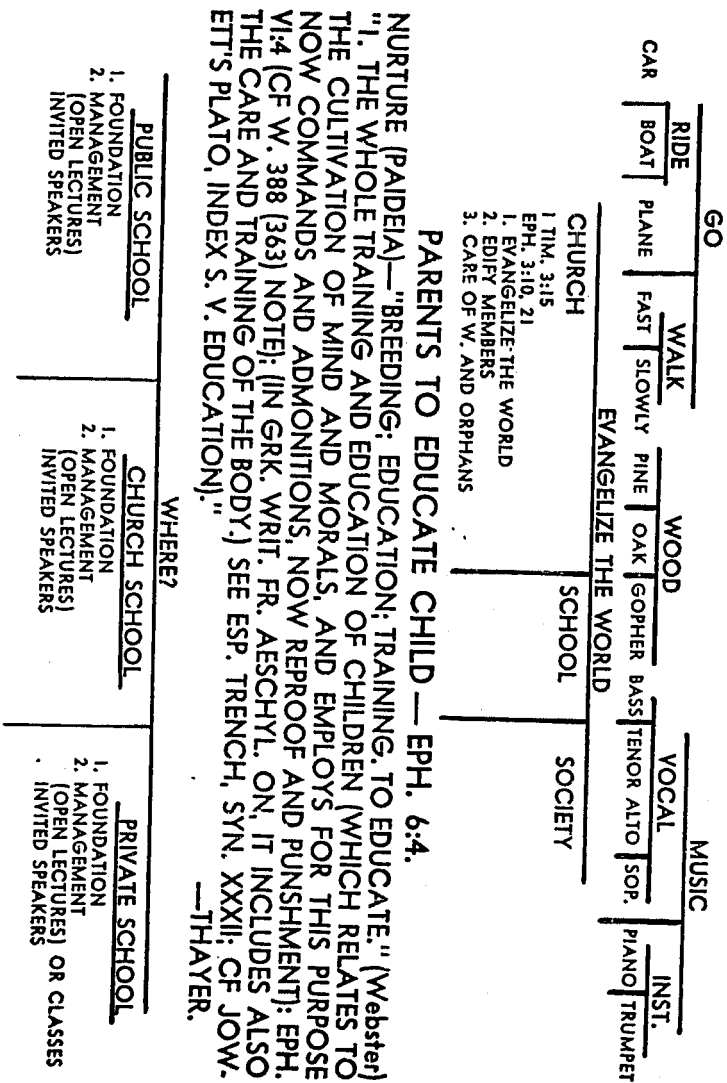 GO MUSIC
RIDE WALK WOOD VOCAL INST.
CAR BOAT PLANE FAST SLOWLY PINE OAK GOPHER BASS TENOR ALTO SOP. PIANO TRUMPET
EVANGELIZE THE WORLD
CHURCH SCHOOL SOCIETY
I TIM. 3:15
EPH. 3:10, 21
1. EVANGELIZE THE WORLD
2. EDIFY MEMBERS
3. CARE OF W. AND ORPHANS
PARENTS TO EDUCATE CHILD — EPH. 6:4.
NURTURE (PAIDEIA)—"BREEDING; EDUCATION; TRAINING. TO EDUCATE." (Webster)
"1. THE WHOLE TRAINING AND EDUCATION OF CHILDREN (WHICH RELATES TO
THE CULTIVATION OF MIND AND MORALS, AND EMPLOYS FOR THIS PURPOSE
NOW COMMANDS AND ADMONITIONS, NOW REPROOF AND PUNSHMENT): EPH.
VI:4 (CF W. 388 (363) NOTE); (IN GRK. WRIT. FR. AESCHYL. ON, IT INCLUDES ALSO
THE CARE AND TRAINING OF THE BODY.) SEE ESP. TRENCH, SYN. XXXII; CF JOW-
ETT'S PLATO, INDEX S. V. EDUCATION)."
—THAYER.
WHERE?
PUBLIC SCHOOL CHURCH SCHOOL PRIVATE SCHOOL
1. FOUNDATION 1. FOUNDATION 1. FOUNDATION
2. MANAGEMENT 2. MANAGEMENT 2. MANAGEMENT
(OPEN LECTURES) (OPEN LECTURES) (OPEN LECTURES) OR CLASSES
INVITED SPEAKERS INVITED SPEAKERS INVITED SPEAKERS